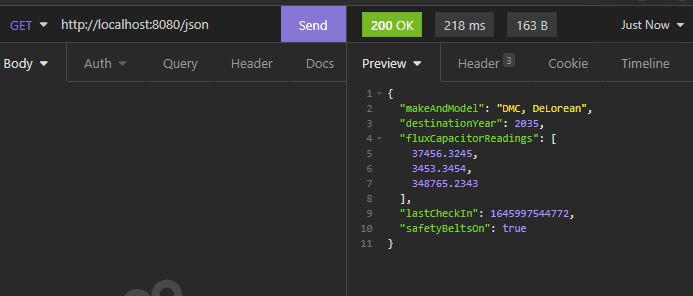 GET http://localhost:8080/json Send 200 OK 218 ms 163 B Just Now
Body Auth Query Header Docs Preview Header 3 Cookie Timeline
1 {
2 "makeAndModel": "DMC, DeLorean",
3 "destinationYear": 2035,
4 "fluxCapacitorReadings": [
5 37456.3245,
6 3453.3454,
7 348765.2343
8 ],
9 "lastCheckIn": 1645997544772,
10 "safetyBeltsOn": true
11 }